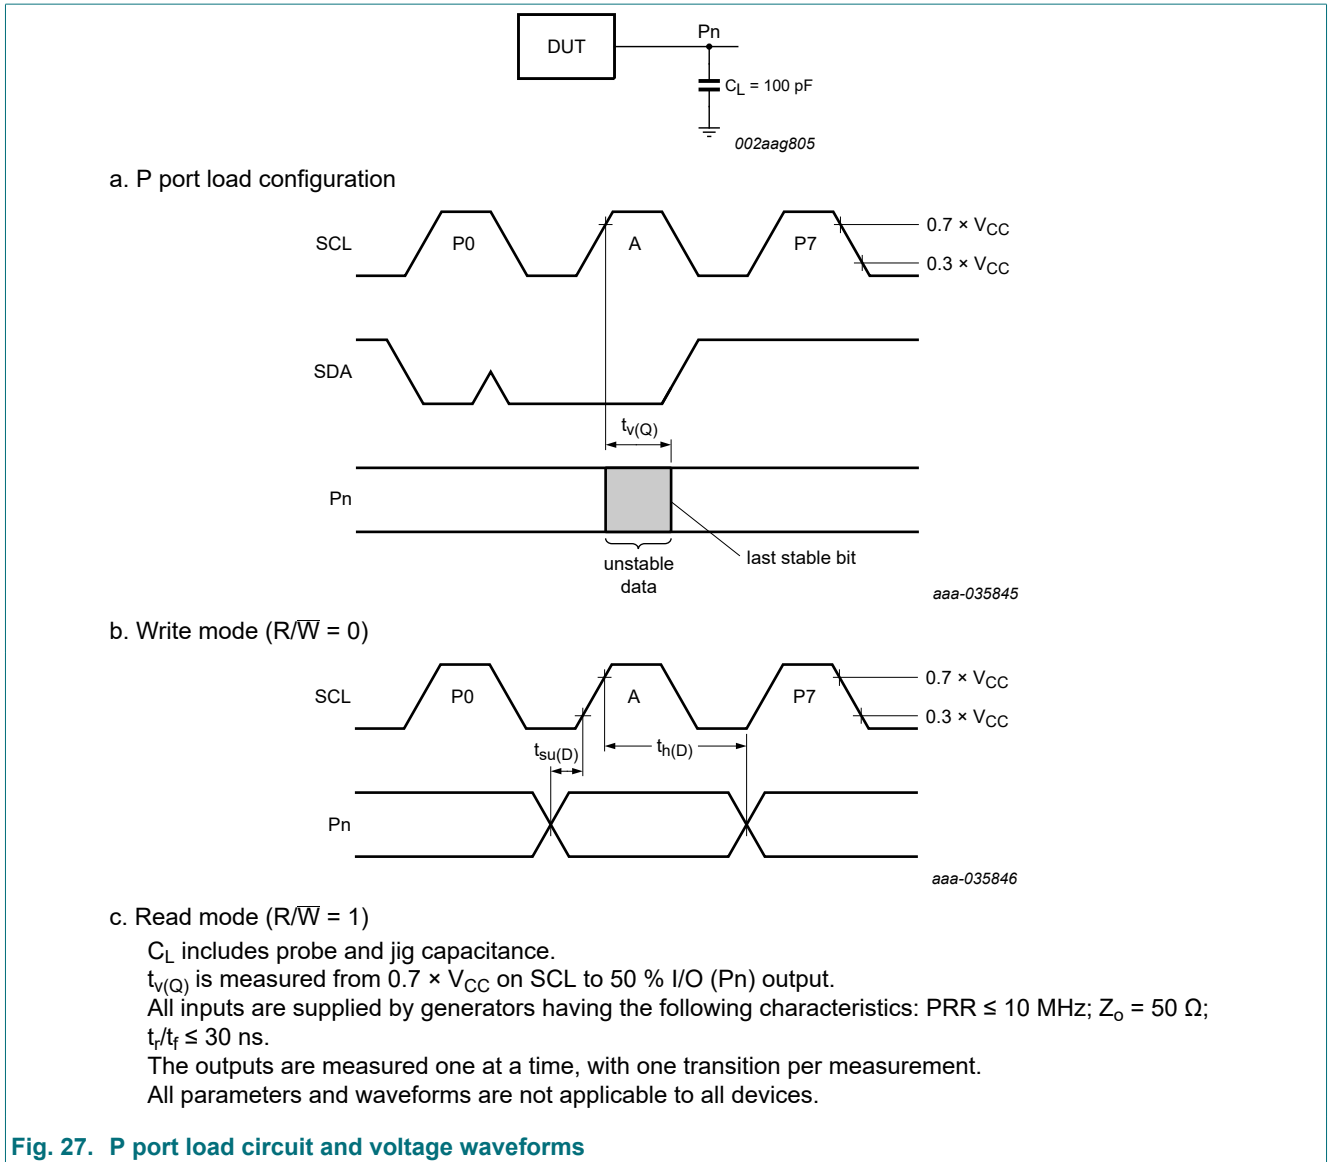 DUT
Pn
CL = 100 pF
002aag805
a. P port load configuration
SCL
P0
A
P7
0.7 × VCC
0.3 × VCC
SDA
tv(Q)
Pn
unstable
data
last stable bit
aaa-035845
b. Write mode (R/W̅ = 0)
SCL
P0
A
P7
0.7 × VCC
0.3 × VCC
tsu(D)
th(D)
Pn
aaa-035846
c. Read mode (R/W̅ = 1)
CL includes probe and jig capacitance.
tv(Q) is measured from 0.7 × VCC on SCL to 50 % I/O (Pn) output.
All inputs are supplied by generators having the following characteristics: PRR ≤ 10 MHz; Zo = 50 Ω;
tr/tf ≤ 30 ns.
The outputs are measured one at a time, with one transition per measurement.
All parameters and waveforms are not applicable to all devices.
Fig. 27. P port load circuit and voltage waveforms